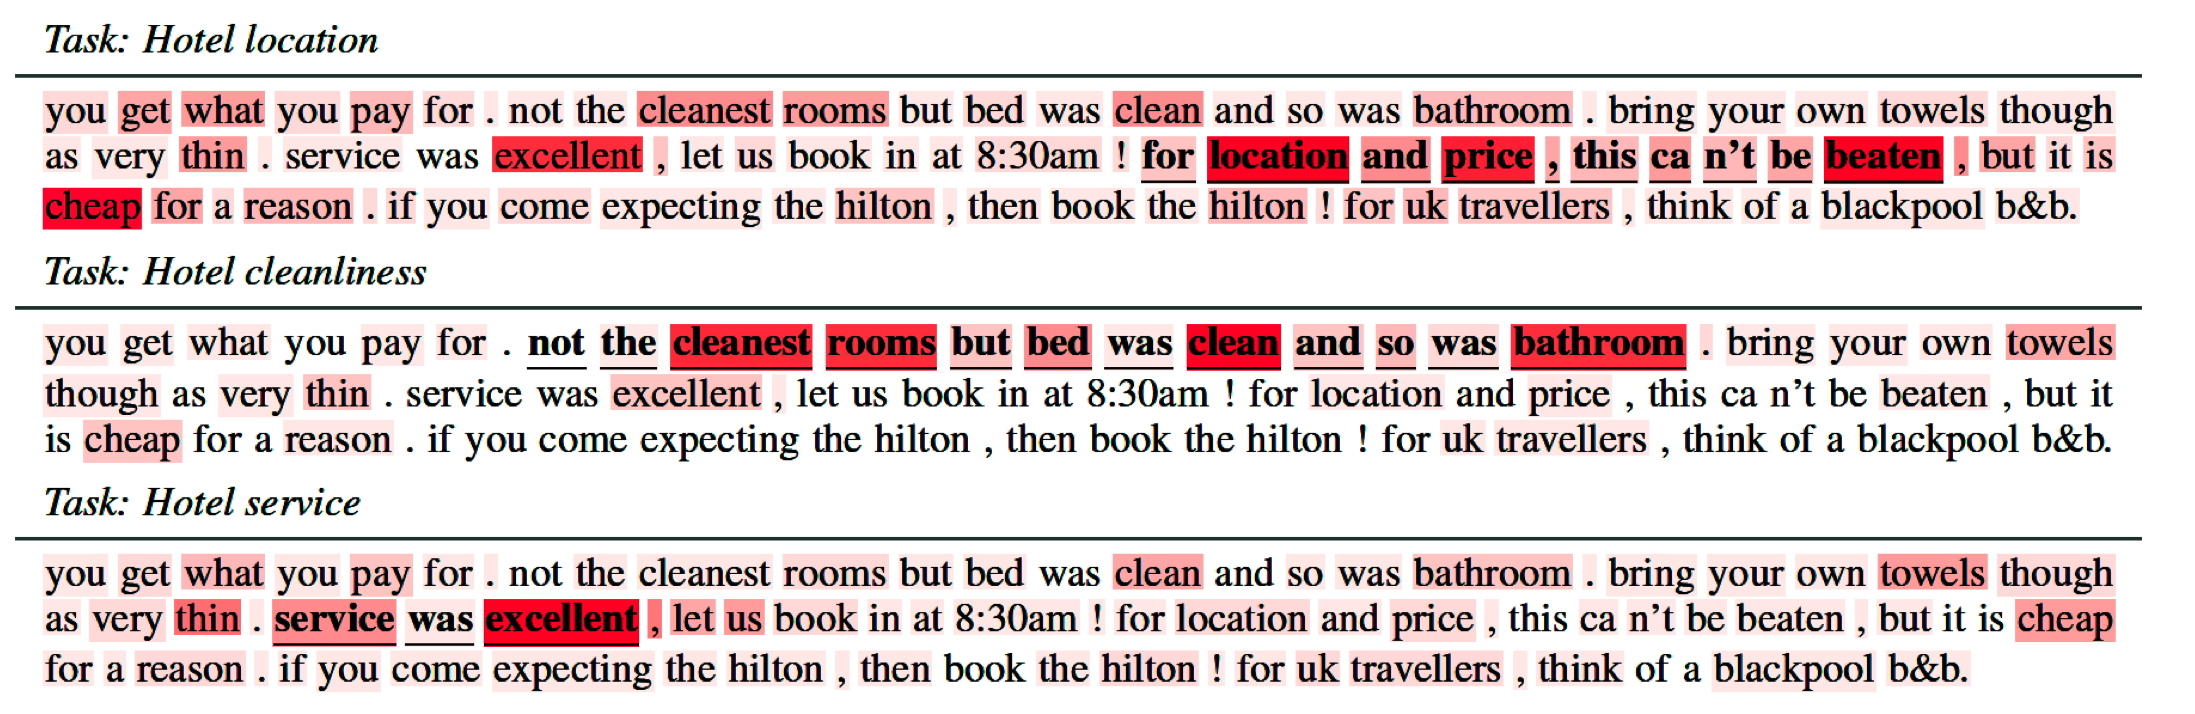 Task: Hotel location
you get what you pay for . not the cleanest rooms but bed was clean and so was bathroom . bring your own towels though
as very thin . service was excellent , let us book in at 8:30am ! for location and price , this ca n't be beaten , but it is
cheap for a reason . if you come expecting the hilton , then book the hilton ! for uk travellers , think of a blackpool b&b.
Task: Hotel cleanliness
you get what you pay for . not the cleanest rooms but bed was clean and so was bathroom . bring your own towels
though as very thin . service was excellent , let us book in at 8:30am ! for location and price , this ca n't be beaten , but it
is cheap for a reason . if you come expecting the hilton , then book the hilton ! for uk travellers , think of a blackpool b&b.
Task: Hotel service
you get what you pay for . not the cleanest rooms but bed was clean and so was bathroom . bring your own towels though
as very thin . service was excellent , let us book in at 8:30am ! for location and price , this ca n't be beaten , but it is cheap
for a reason . if you come expecting the hilton , then book the hilton ! for uk travellers , think of a blackpool b&b.